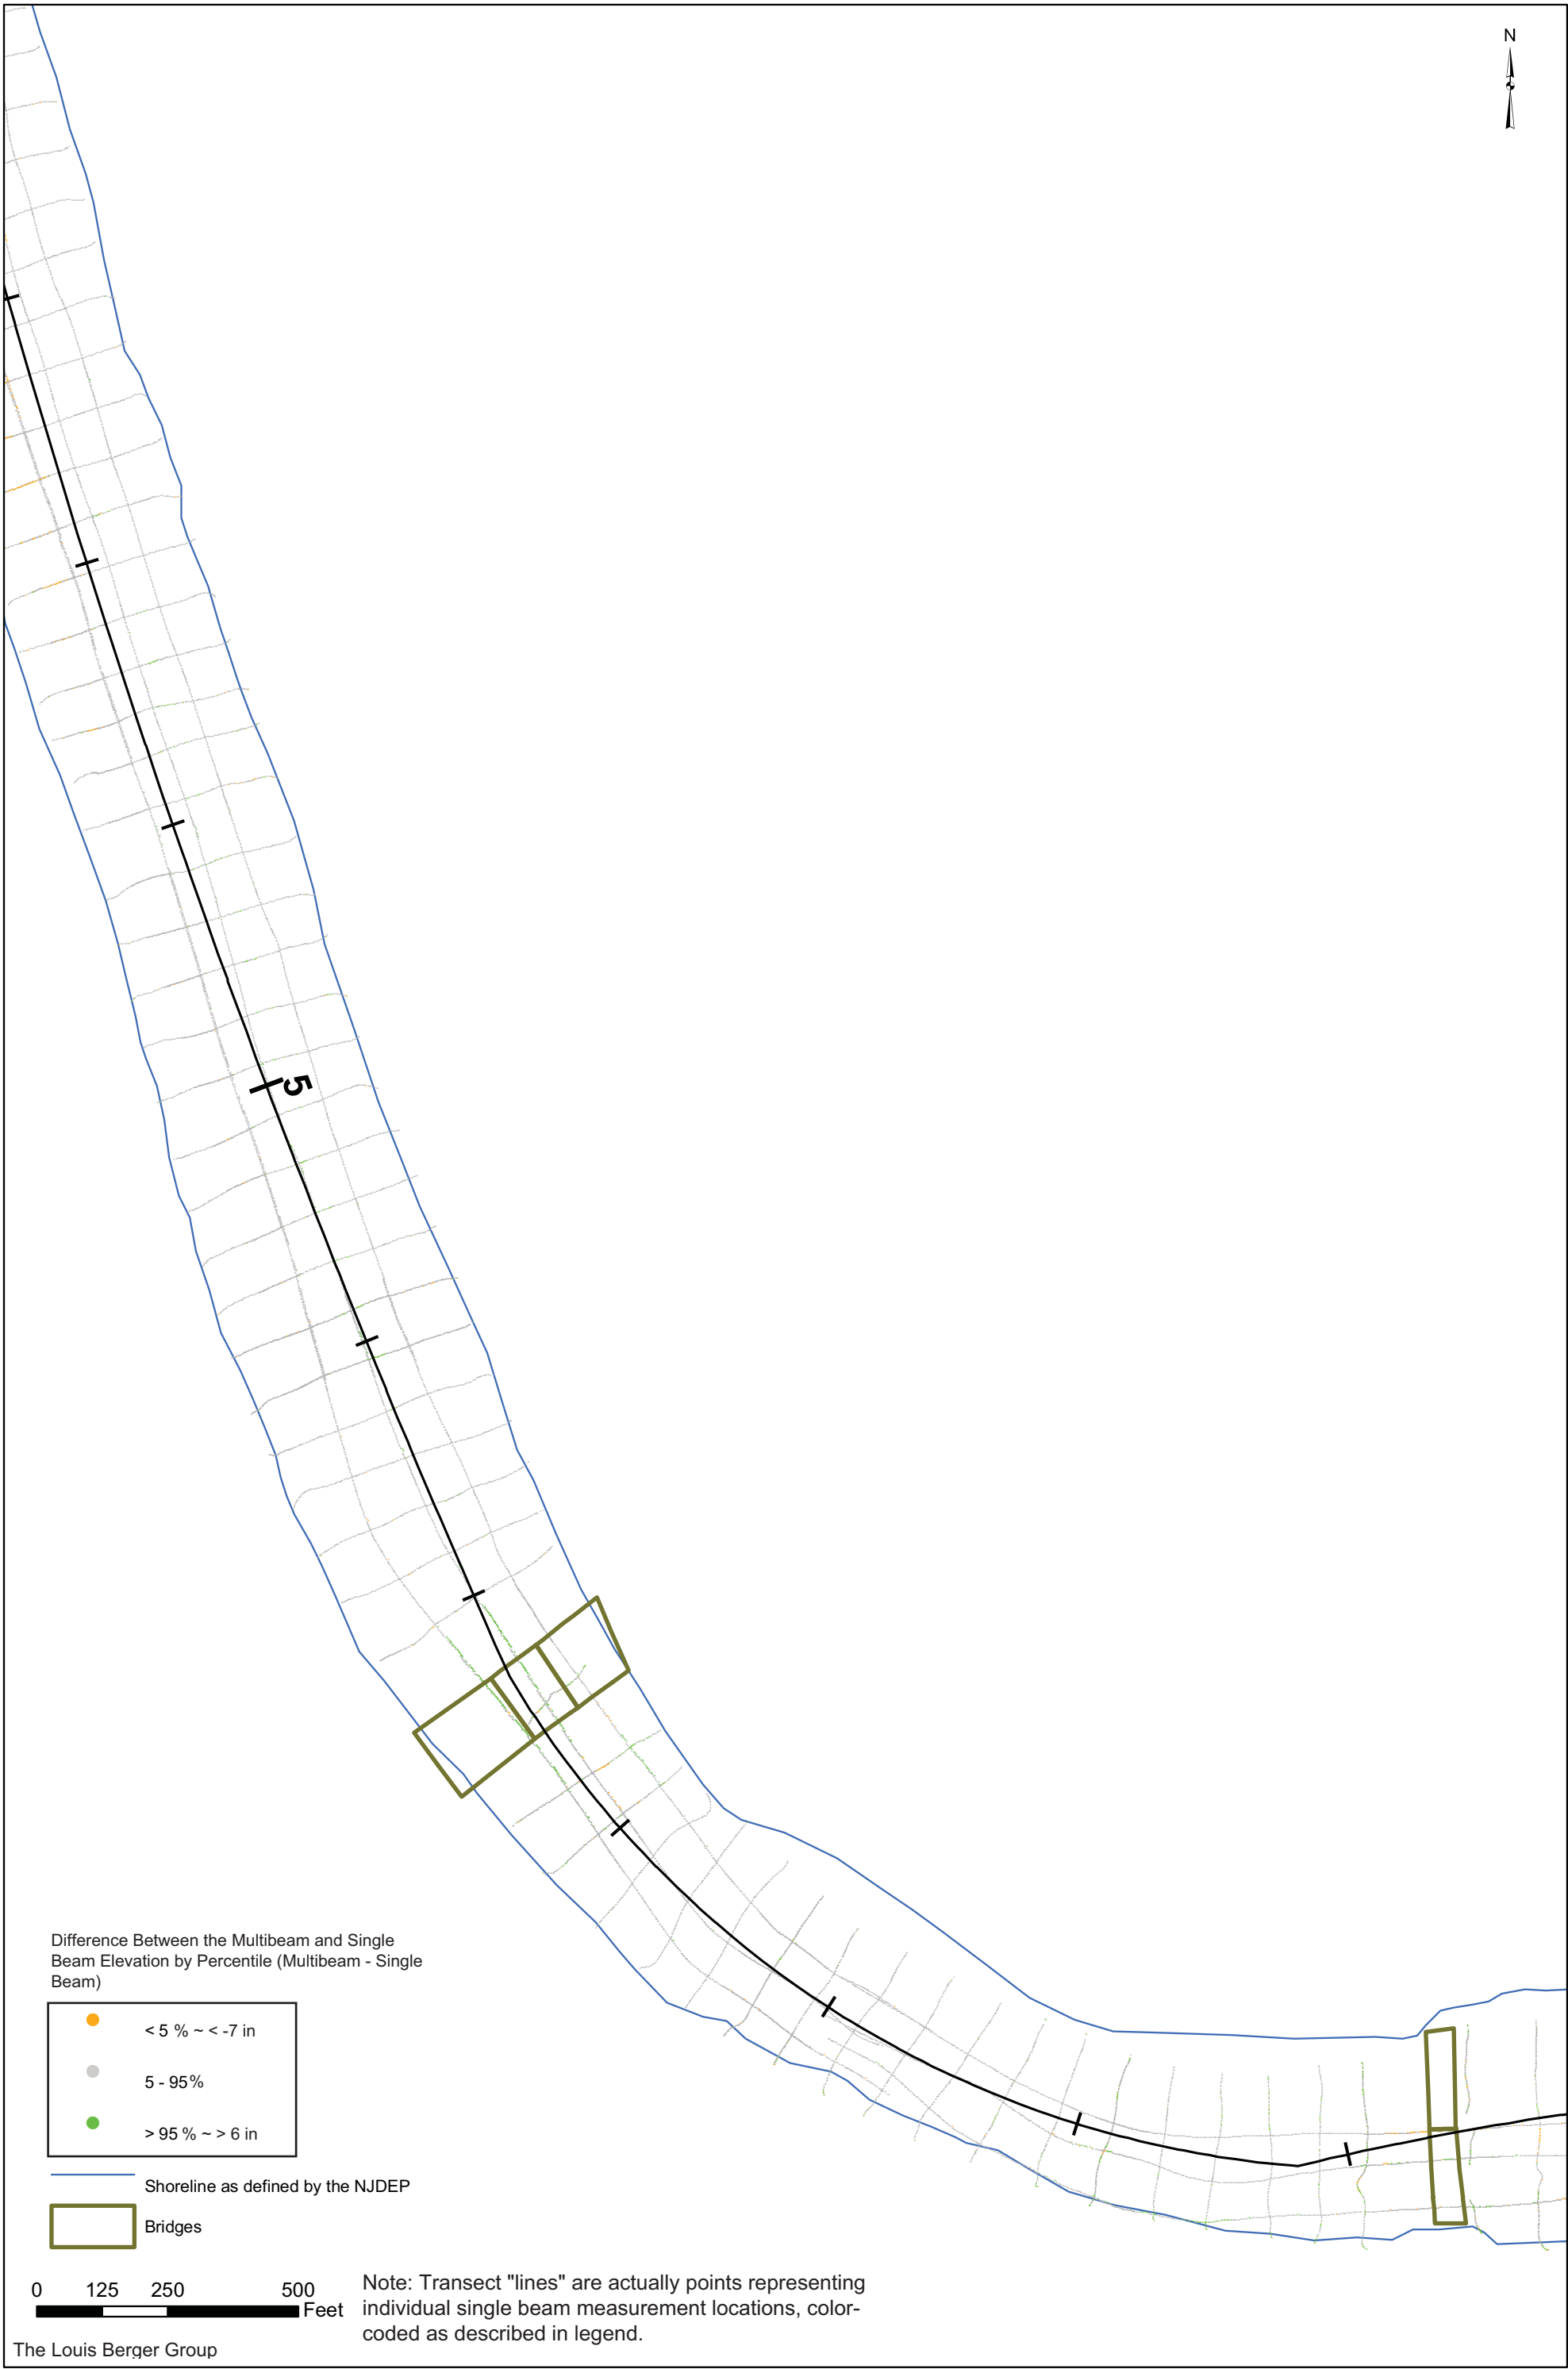 N
5
Difference Between the Multibeam and Single
Beam Elevation by Percentile (Multibeam - Single
Beam)
< 5 % ~ < -7 in
5 - 95%
> 95 % ~ > 6 in
Shoreline as defined by the NJDEP
Bridges
0 125 250 500
Feet
Note: Transect "lines" are actually points representing
individual single beam measurement locations, color-
coded as described in legend.
The Louis Berger Group